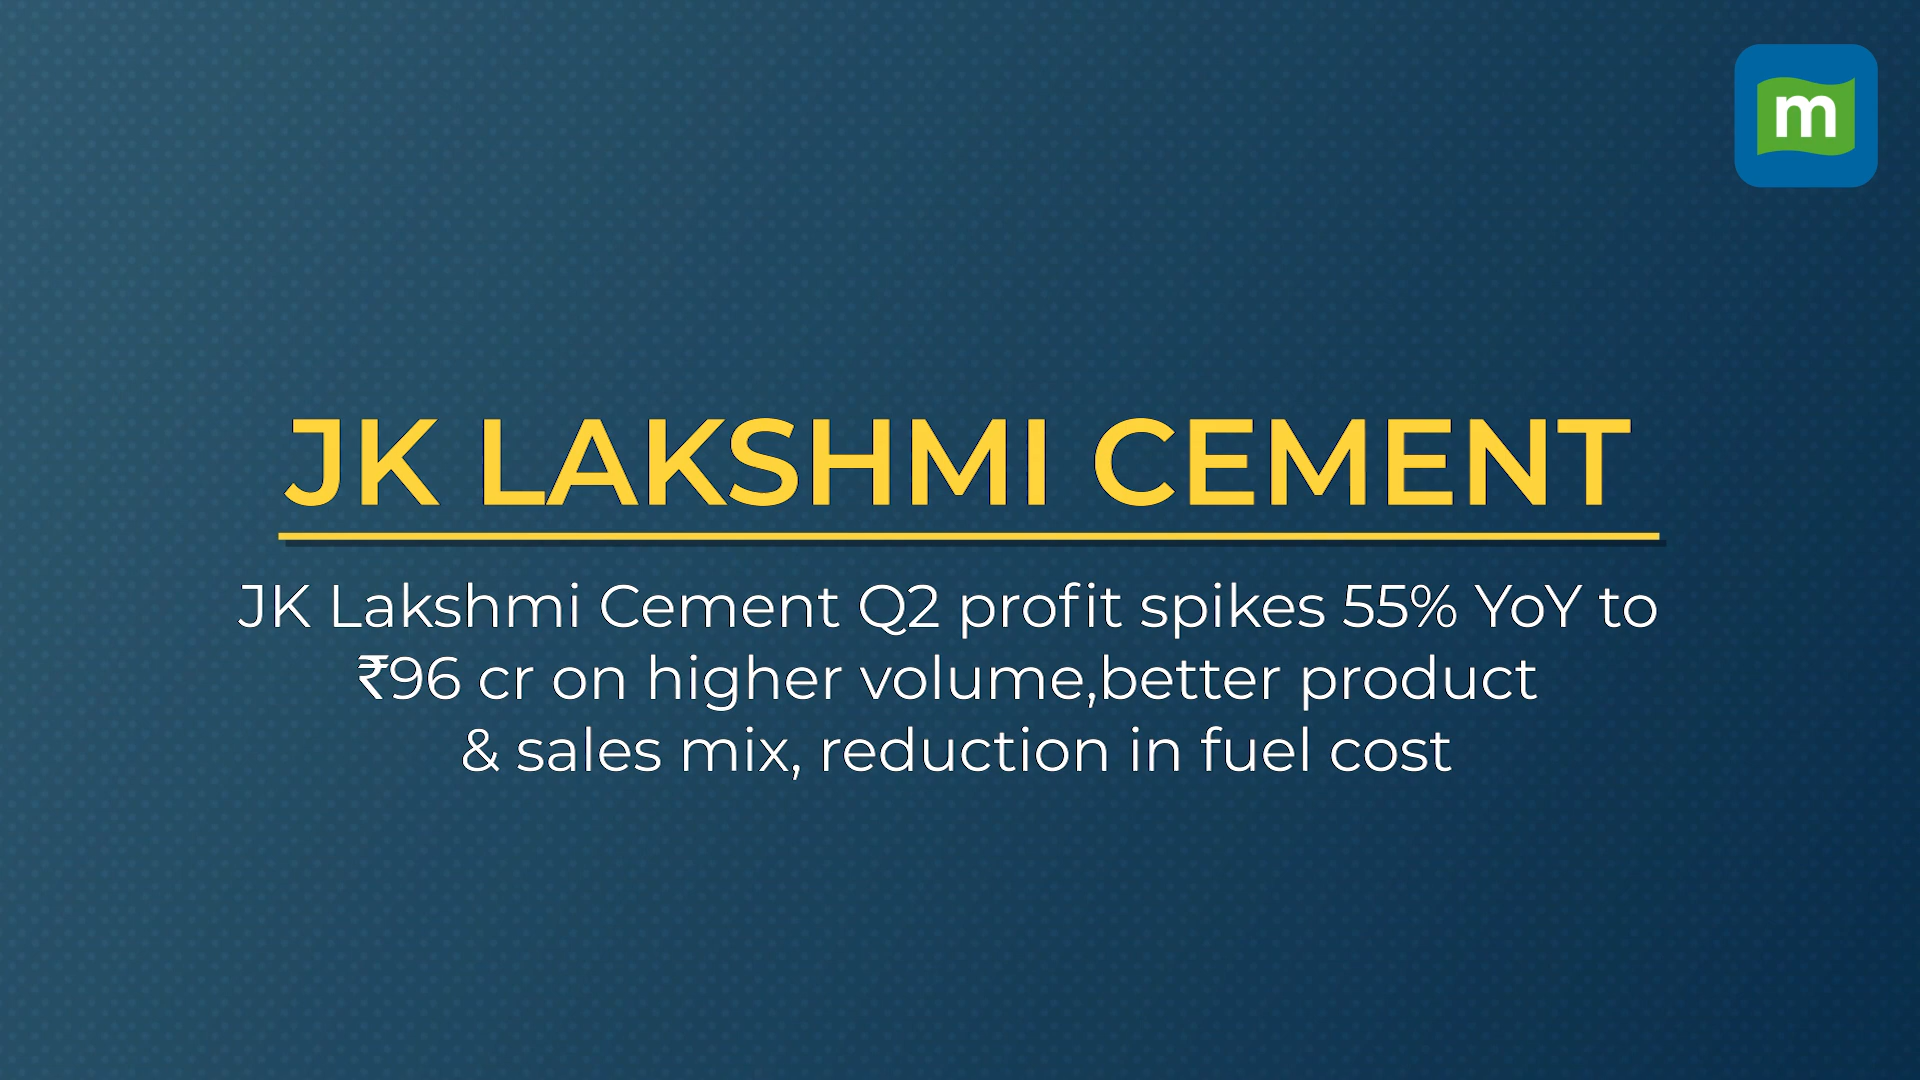 m
JK LAKSHMI CEMENT
JK Lakshmi Cement Q2 profit spikes 55% YoY to
₹96 cr on higher volume,better product
& sales mix, reduction in fuel cost